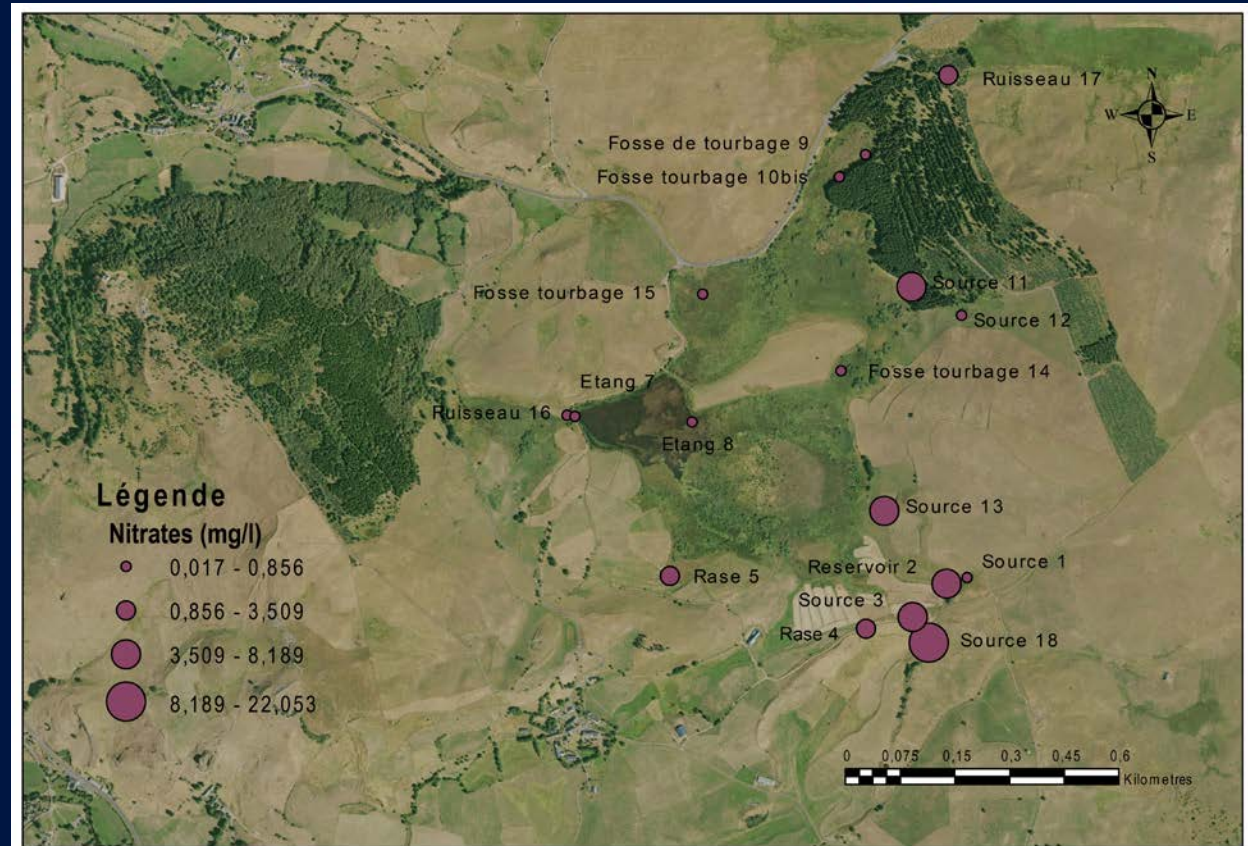 Ruisseau 17
N
W E
S
Fosse de tourbage 9
Fosse tourbage 10bis
Source 11
Fosse tourbage 15
Source 12
Fosse tourbage 14
Etang 7
Ruisseau 16
Etang 8
Légende
Nitrates (mg/l)
0,017 - 0,856
0,856 - 3,509
3,509 - 8,189
8,189 - 22,053
Source 13
Source 1
Reservoir 2
Rase 5
Source 3
Rase 4
Source 18
0 0,075 0,15 0,3 0,45 0,6
Kilometres